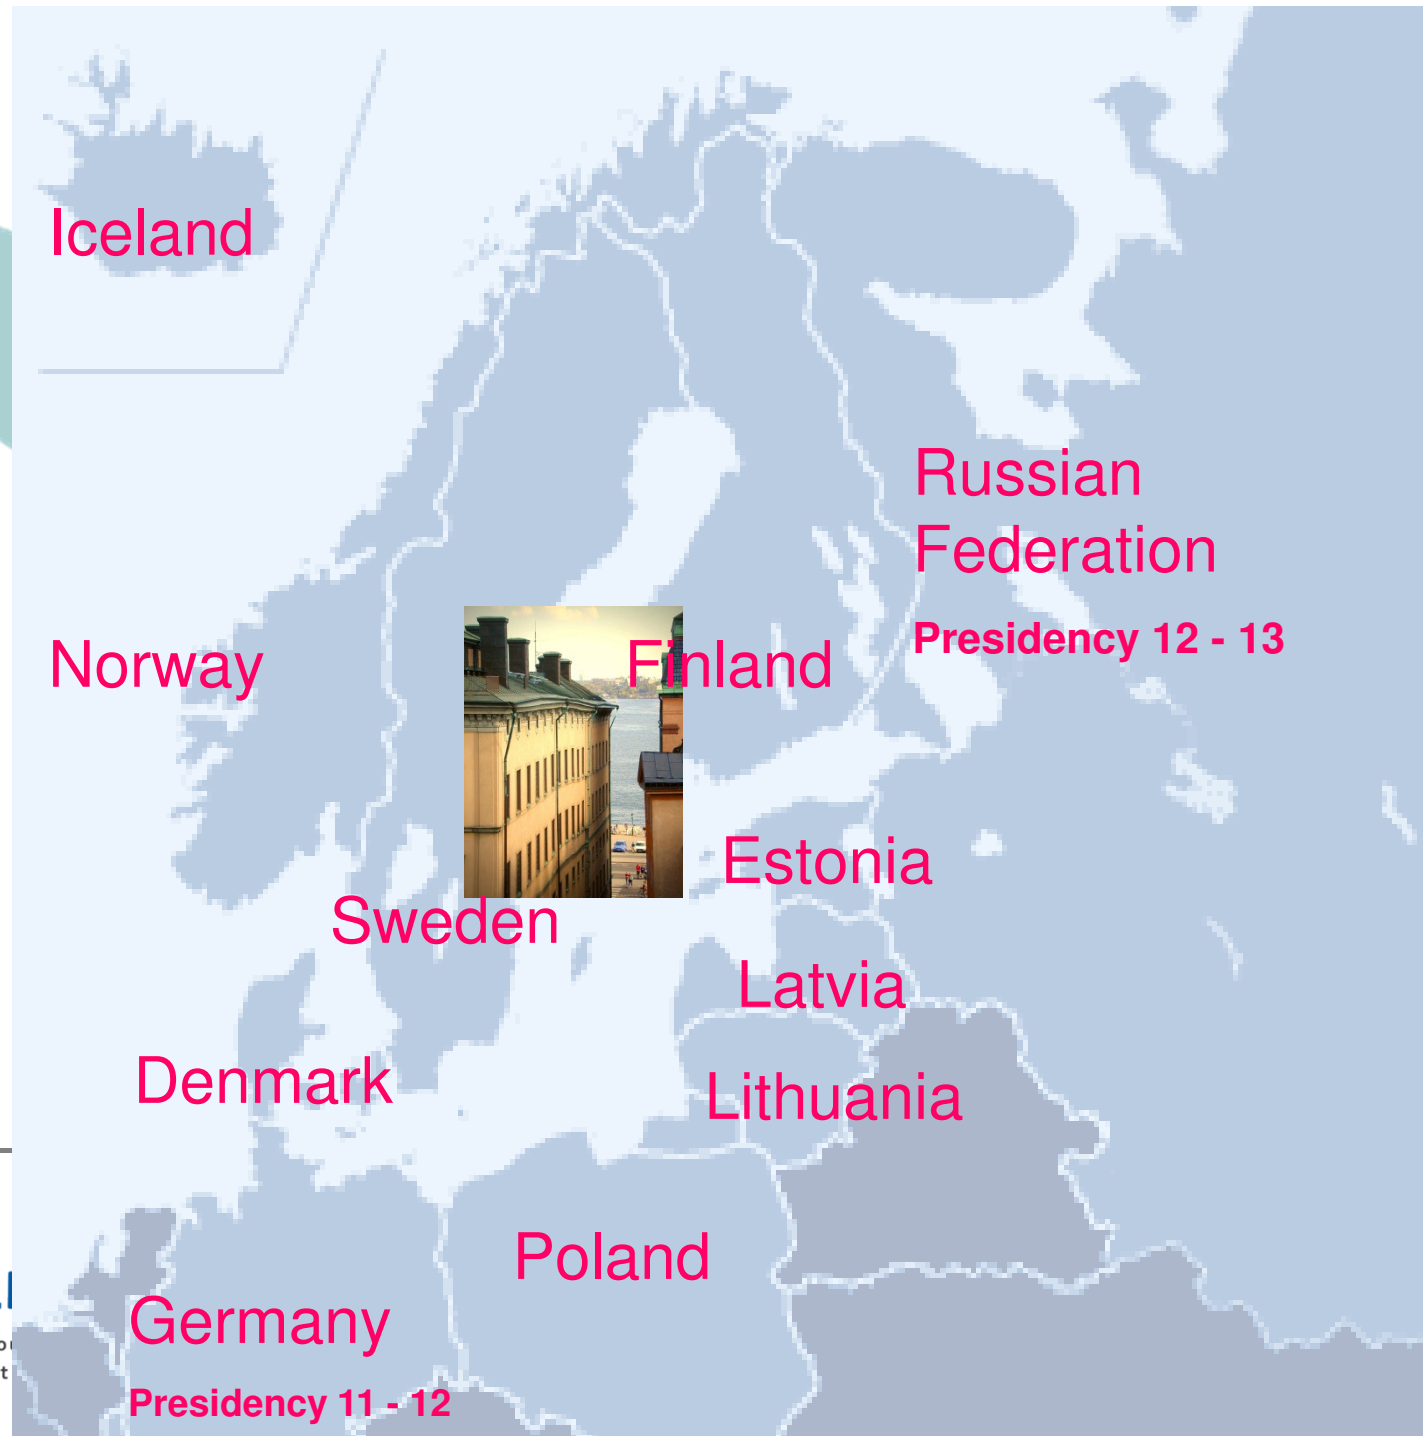 Iceland
Russian
Federation
Presidency 12 - 13
Norway
Finland
Estonia
Sweden
Latvia
Denmark
Lithuania
Poland
Germany
Presidency 11 - 12